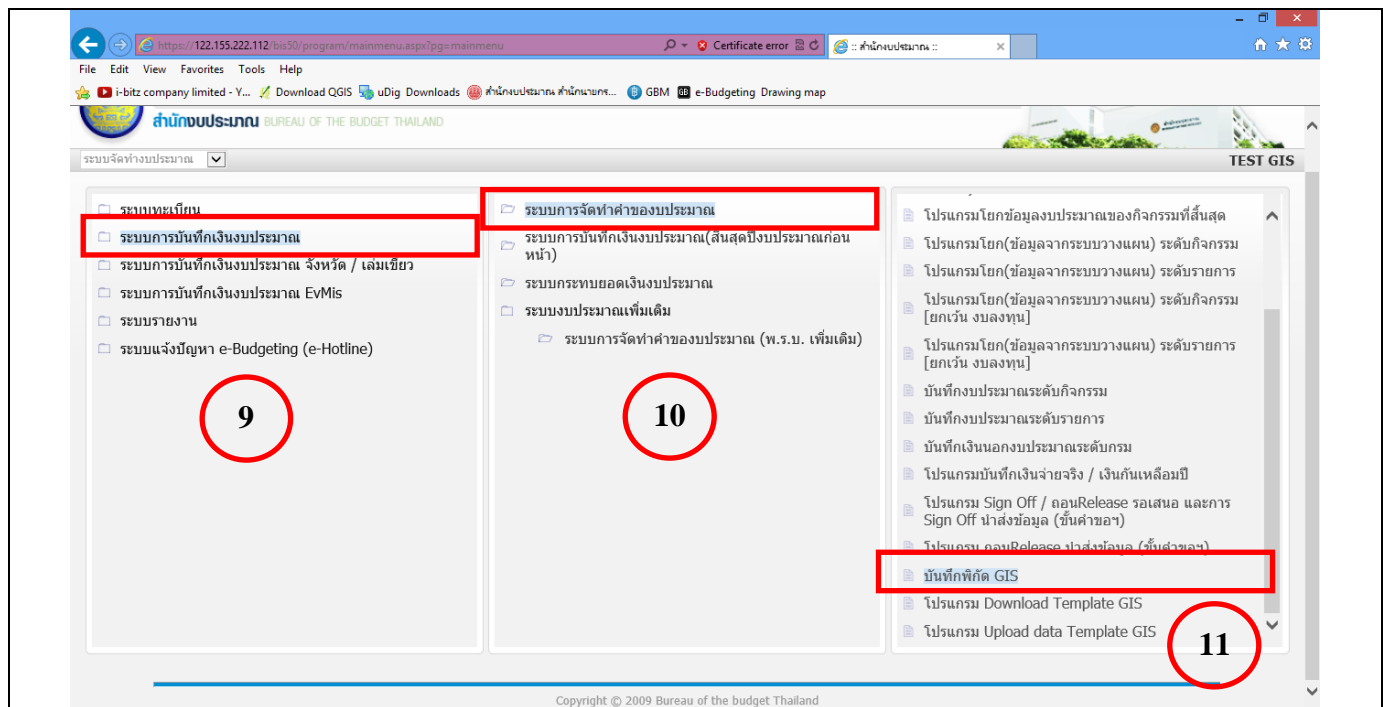 https://122.155.222.112/bis50/program/mainmenu.aspx?pg=mainmenu
Certificate error
:: สำนักงบประมาณ ::
File Edit View Favorites Tools Help
i-bitz company limited - Y... Download QGIS uDig Downloads สำนักงบประมาณ สำนักนายกร... GBM e-Budgeting Drawing map
สำนักงบประมาณ BUREAU OF THE BUDGET THAILAND
ระบบจัดทำงบประมาณ
TEST GIS
ระบบทะเบียน
ระบบการบันทึกเงินงบประมาณ
ระบบการบันทึกเงินงบประมาณ จังหวัด / เล่มเขียว
ระบบการบันทึกเงินงบประมาณ EvMis
ระบบรายงาน
ระบบแจ้งปัญหา e-Budgeting (e-Hotline)
9
ระบบการจัดทำคำของบประมาณ
ระบบการบันทึกเงินงบประมาณ(สิ้นสุดปีงบประมาณก่อน
หน้า)
ระบบกระทบยอดเงินงบประมาณ
ระบบงบประมาณเพิ่มเติม
ระบบการจัดทำคำของบประมาณ (พ.ร.บ. เพิ่มเติม)
10
โปรแกรมโยกข้อมูลงบประมาณของกิจกรรมที่สิ้นสุด
โปรแกรมโยก(ข้อมูลจากระบบวางแผน) ระดับกิจกรรม
โปรแกรมโยก(ข้อมูลจากระบบวางแผน) ระดับรายการ
โปรแกรมโยก(ข้อมูลจากระบบวางแผน) ระดับกิจกรรม
[ยกเว้น งบลงทุน]
โปรแกรมโยก(ข้อมูลจากระบบวางแผน) ระดับรายการ
[ยกเว้น งบลงทุน]
บันทึกงบประมาณระดับกิจกรรม
บันทึกงบประมาณระดับรายการ
บันทึกเงินนอกงบประมาณระดับกรม
โปรแกรมบันทึกเงินจ่ายจริง / เงินกันเหลือมปี
โปรแกรม Sign Off / ถอนRelease รอเสนอ และการ
Sign Off นำส่งข้อมูล (ขั้นคำขอฯ)
โปรแกรม ถอนRelease นำส่งข้อมูล (ขั้นคำขอฯ)
บันทึกพิกัด GIS
โปรแกรม Download Template GIS
โปรแกรม Upload data Template GIS
11
Copyright © 2009 Bureau of the budget Thailand